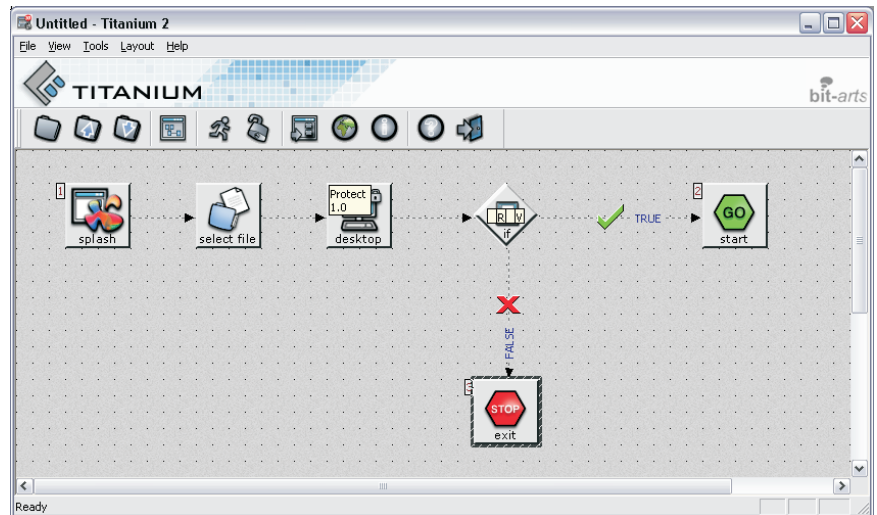 Untitled - Titanium 2
File View Tools Layout Help
TITANIUM
bit-arts
1
splash
select file
Protect
1.0
desktop
R V
if
TRUE
2
GO
start
FALSE
3
STOP
exit
Ready